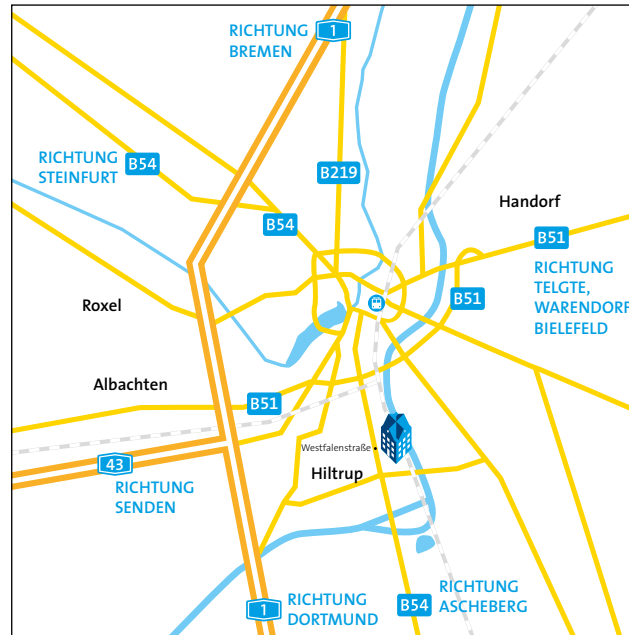 RICHTUNG
BREMEN
1
RICHTUNG
STEINFURT
B54
B219
B54
Handorf
B51
RICHTUNG
TELGTE,
WARENDORF
BIELEFELD
B51
Roxel
Albachten
B51
Westfalenstraße
43
RICHTUNG
SENDEN
Hiltrup
1
RICHTUNG
DORTMUND
B54
RICHTUNG
ASCHEBERG